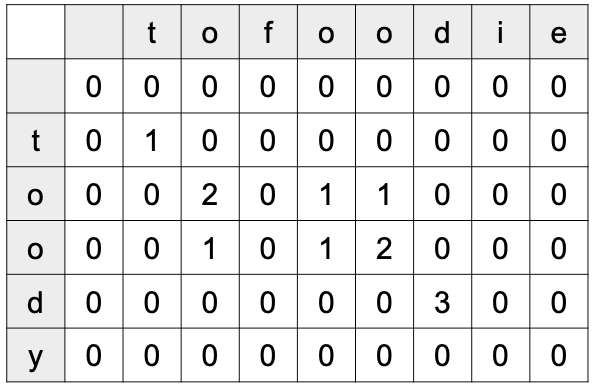 t o f o o d i e
0 0 0 0 0 0 0 0 0
t 0 1 0 0 0 0 0 0 0
o 0 0 2 0 1 1 0 0 0
o 0 0 1 0 1 2 0 0 0
d 0 0 0 0 0 0 3 0 0
y 0 0 0 0 0 0 0 0 0